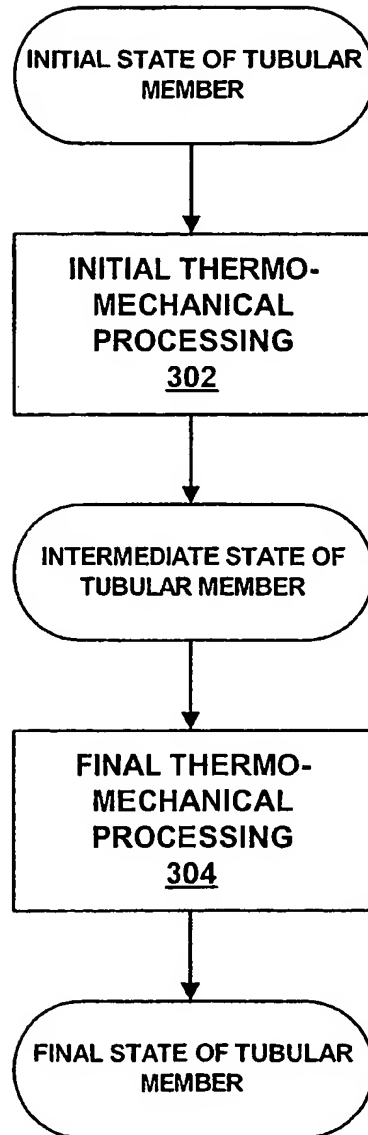 INITIAL STATE OF TUBULAR
MEMBER
INITIAL THERMO-
MECHANICAL
PROCESSING
302
INTERMEDIATE STATE OF
TUBULAR MEMBER
FINAL THERMO-
MECHANICAL
PROCESSING
304
FINAL STATE OF TUBULAR
MEMBER